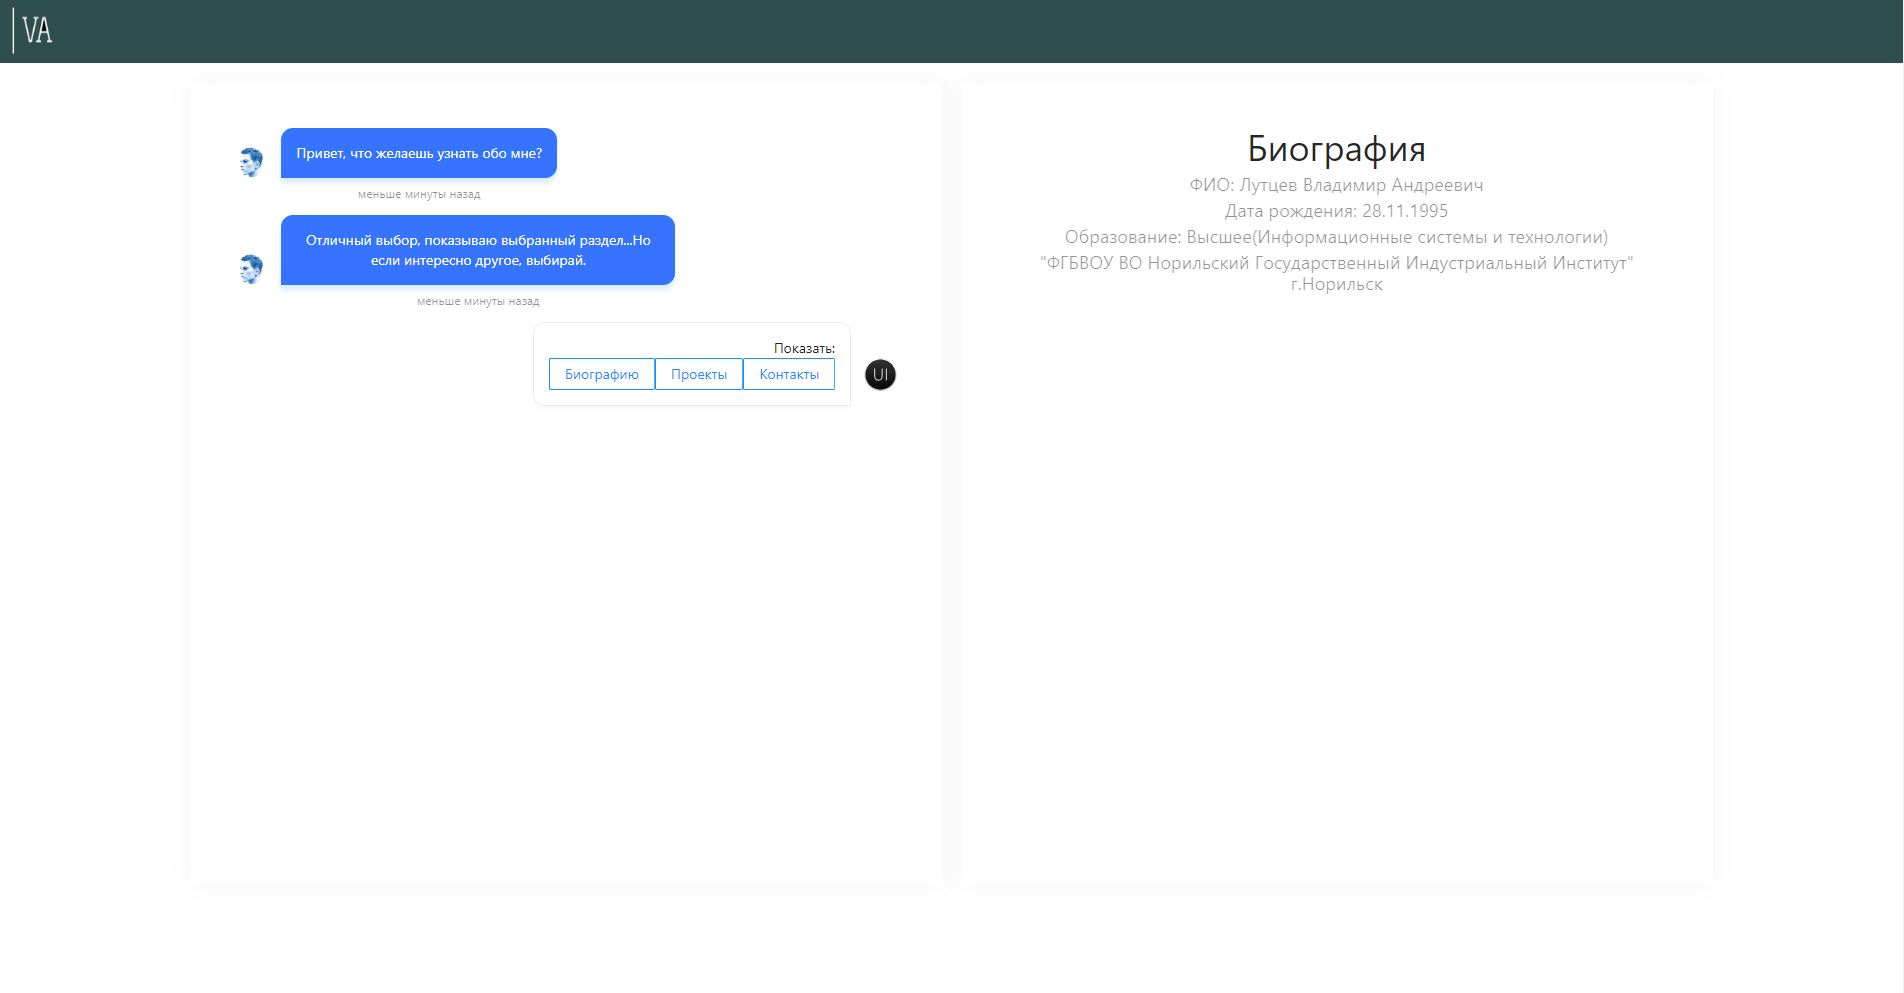 VA
Привет, что желаешь узнать обо мне?
меньше минуты назад
Отличный выбор, показываю выбранный раздел...Но
если интересно другое, выбирай.
меньше минуты назад
Показать:
Биографию Проекты Контакты
UI
Биография
ФИО: Лутцев Владимир Андреевич
Дата рождения: 28.11.1995
Образование: Высшее(Информационные системы и технологии)
"ФГБВОУ ВО Норильский Государственный Индустриальный Институт"
г.Норильск